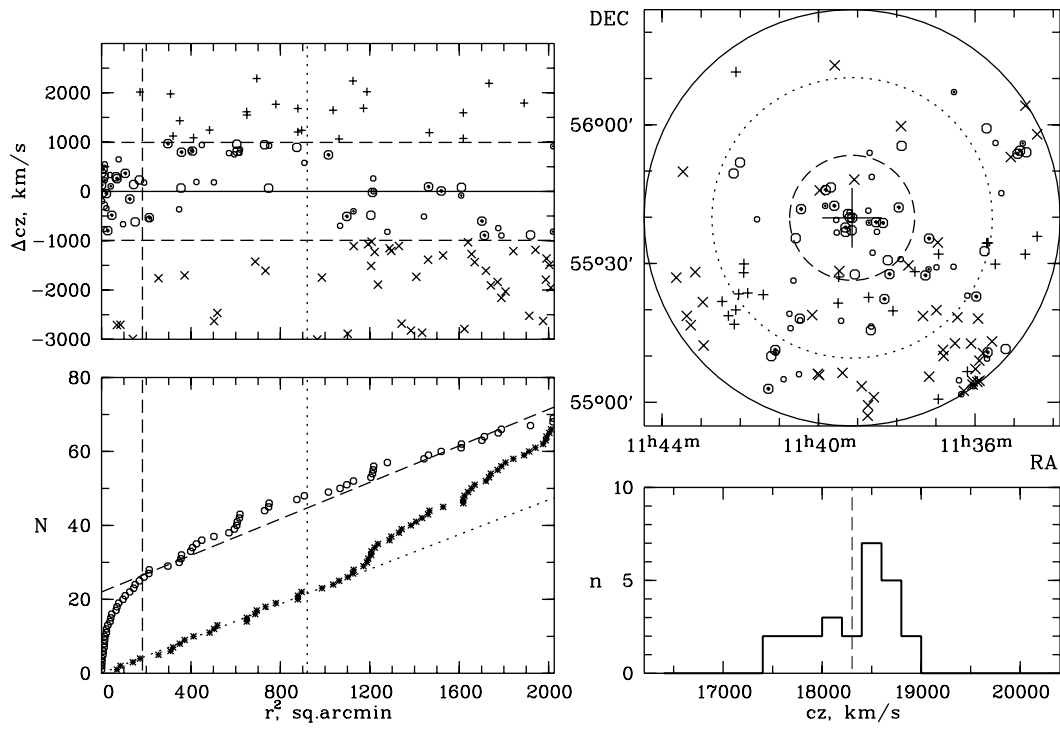 2000
1000
0
-1000
-2000
-3000
Δcz, km/s
80
60
40
20
0
N
0 400 800 1200 1600 2000
r,² sq.arcmin
DEC
56°00′
55°30′
55°00′
11ʰ44ᵐ 11ʰ40ᵐ 11ʰ36ᵐ
RA
10
5
0
n
17000 18000 19000 20000
cz, km/s